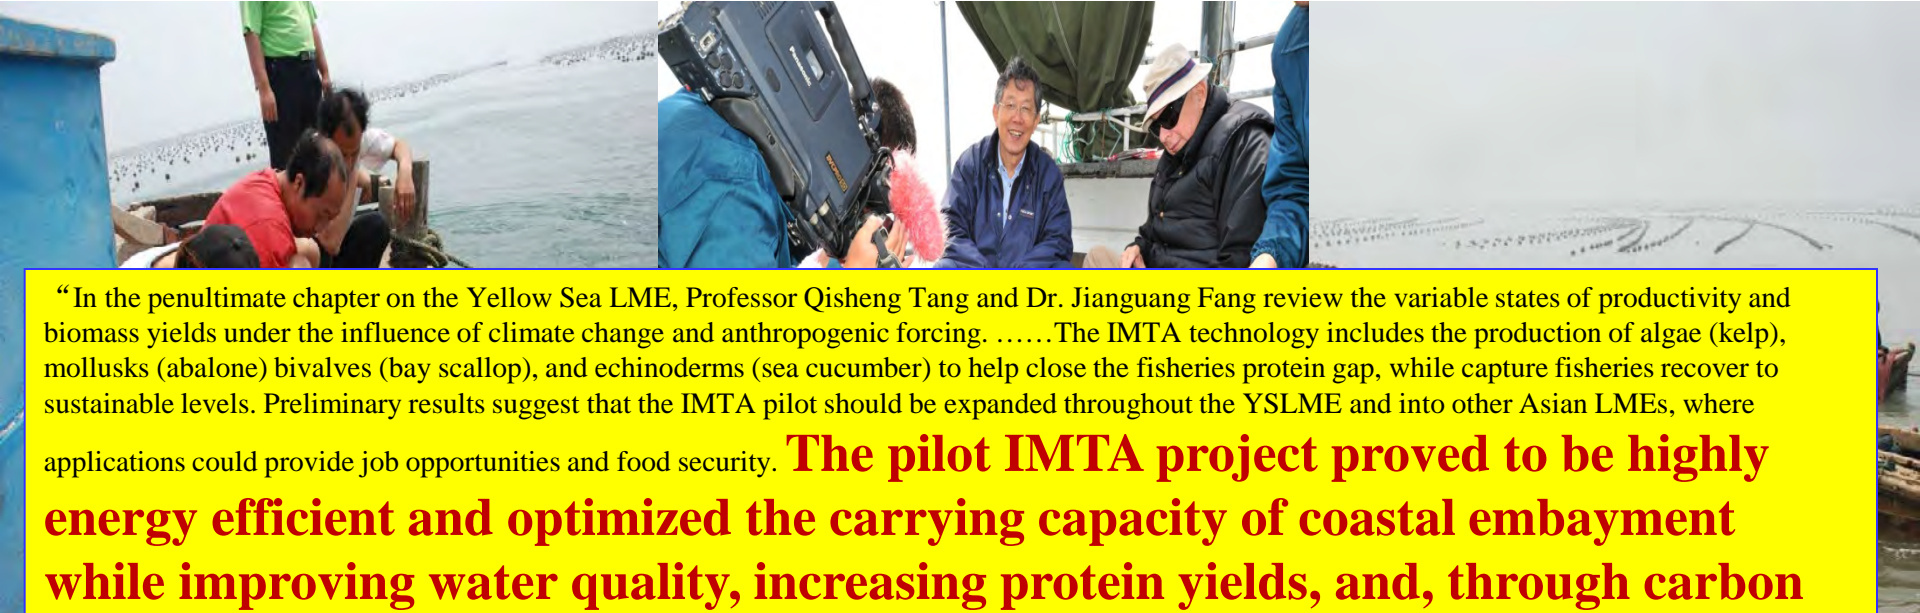 Panasonic
“In the penultimate chapter on the Yellow Sea LME, Professor Qisheng Tang and Dr. Jianguang Fang review the variable states of productivity and
biomass yields under the influence of climate change and anthropogenic forcing. ……The IMTA technology includes the production of algae (kelp),
mollusks (abalone) bivalves (bay scallop), and echinoderms (sea cucumber) to help close the fisheries protein gap, while capture fisheries recover to
sustainable levels. Preliminary results suggest that the IMTA pilot should be expanded throughout the YSLME and into other Asian LMEs, where
applications could provide job opportunities and food security. The pilot IMTA project proved to be highly
energy efficient and optimized the carrying capacity of coastal embayment
while improving water quality, increasing protein yields, and, through carbon